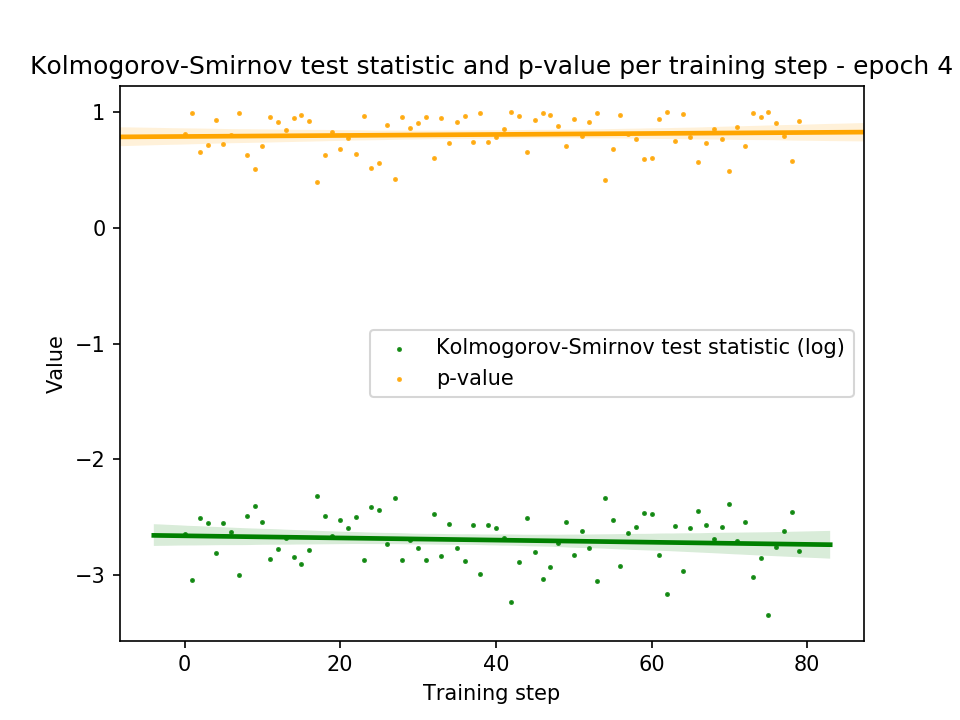 Kolmogorov-Smirnov test statistic and p-value per training step - epoch 4
1
0
−1
−2
−3
Value
Kolmogorov-Smirnov test statistic (log)
p-value
0 20 40 60 80
Training step